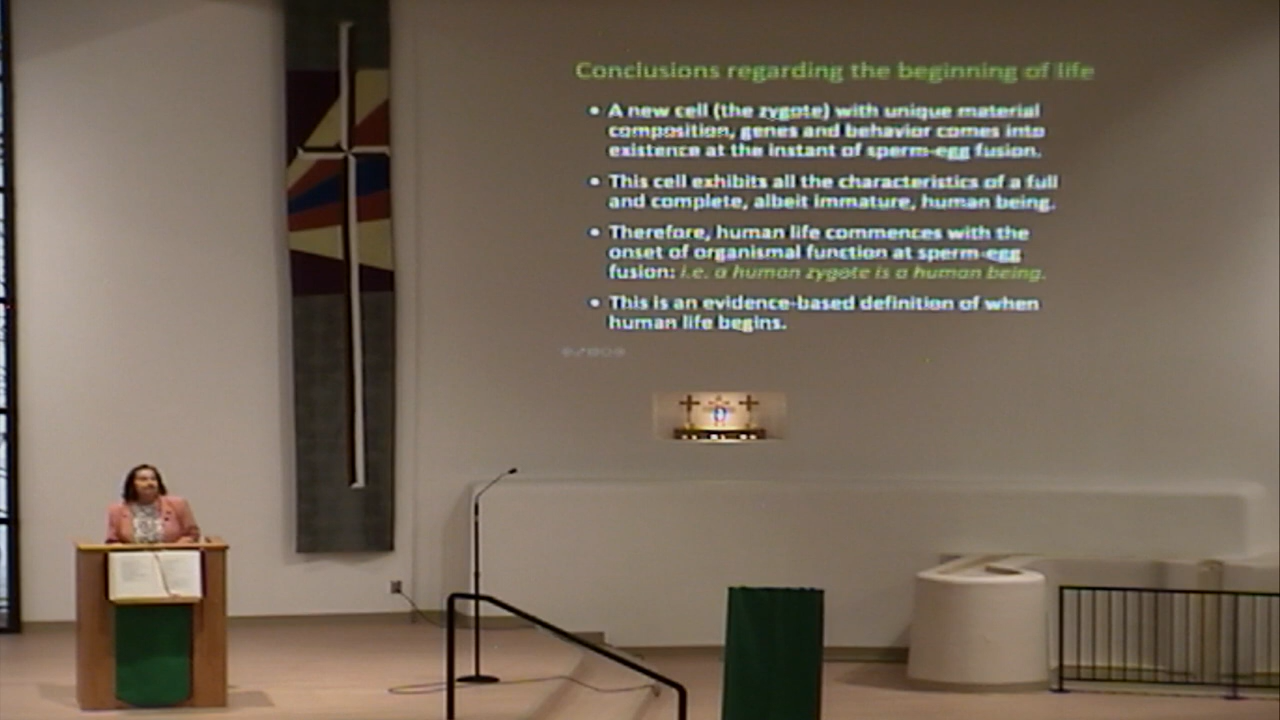 Conclusions regarding the beginning of life
• A new cell (the zygote) with unique material
composition, genes and behavior comes into
existence at the instant of sperm-egg fusion.
• This cell exhibits all the characteristics of a full
and complete, albeit immature, human being.
• Therefore, human life commences with the
onset of organismal function at sperm-egg
fusion: i.e. a human zygote is a human being.
• This is an evidence-based definition of when
human life begins.